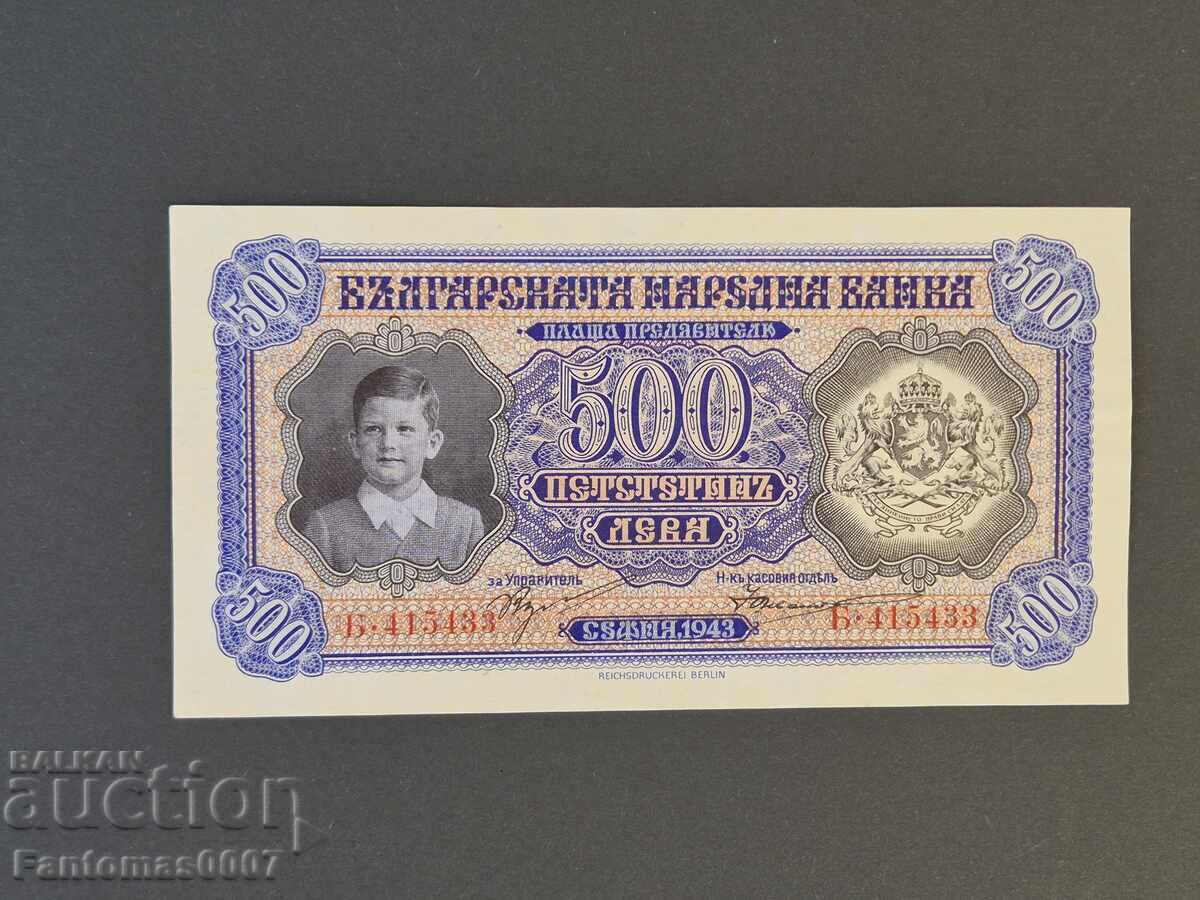 500 500
БЪЛГАРСКАТА НАРОДНА БАНКА
ПЛАЩА ПРЕДЯВИТЕЛЮ
500
ПЕТСТОТИНЪ
ЛЕВА
за Управитель Н-къ касовия отдѣлъ
Б·415433 Б·415433
СОФИЯ.1943
500 500
REICHSDRUCKEREI BERLIN
BALKAN
auction
Fantomas0007